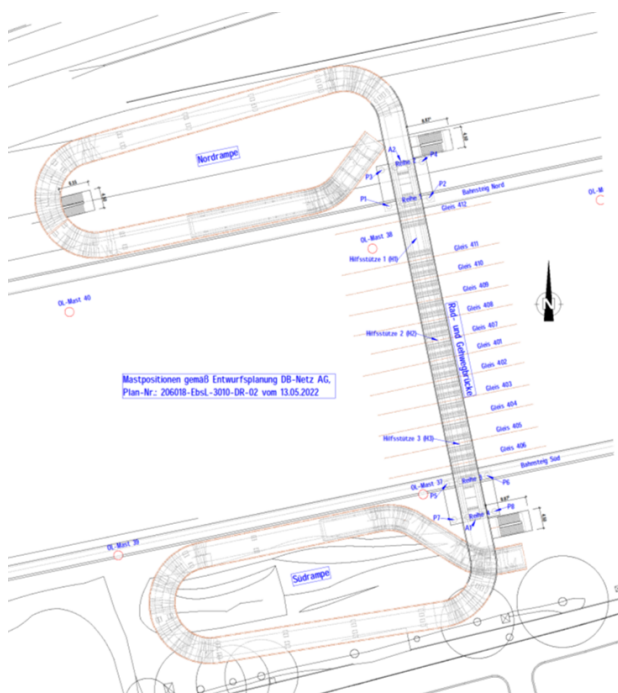 Nordrampe
P4
A2
Reihe
P3
P2
P1
Reihe
Bahnsteig Nord
Gleis 412
OL-Mast 38
Gleis 411
Hilfsstütze 1 (H1)
Gleis 410
Gleis 409
OL-Mast 40
Gleis 408
Rad- und Gehwegbrücke
N
Gleis 407
Hilfsstütze 2 (H2)
Gleis 401
Gleis 402
Mastpositionen gemäß Entwurfsplanung DB-Netz AG,
Plan-Nr.: 206018-EbsL-3010-DR-02 vom 13.05.2022
Gleis 403
Gleis 404
Gleis 405
Hilfsstütze 3 (H3)
Gleis 406
Bahnsteig Süd
OL-Mast 37
Reihe
P6
P5
P7
Reihe
P8
A1
OL-Mast 39
Südrampe